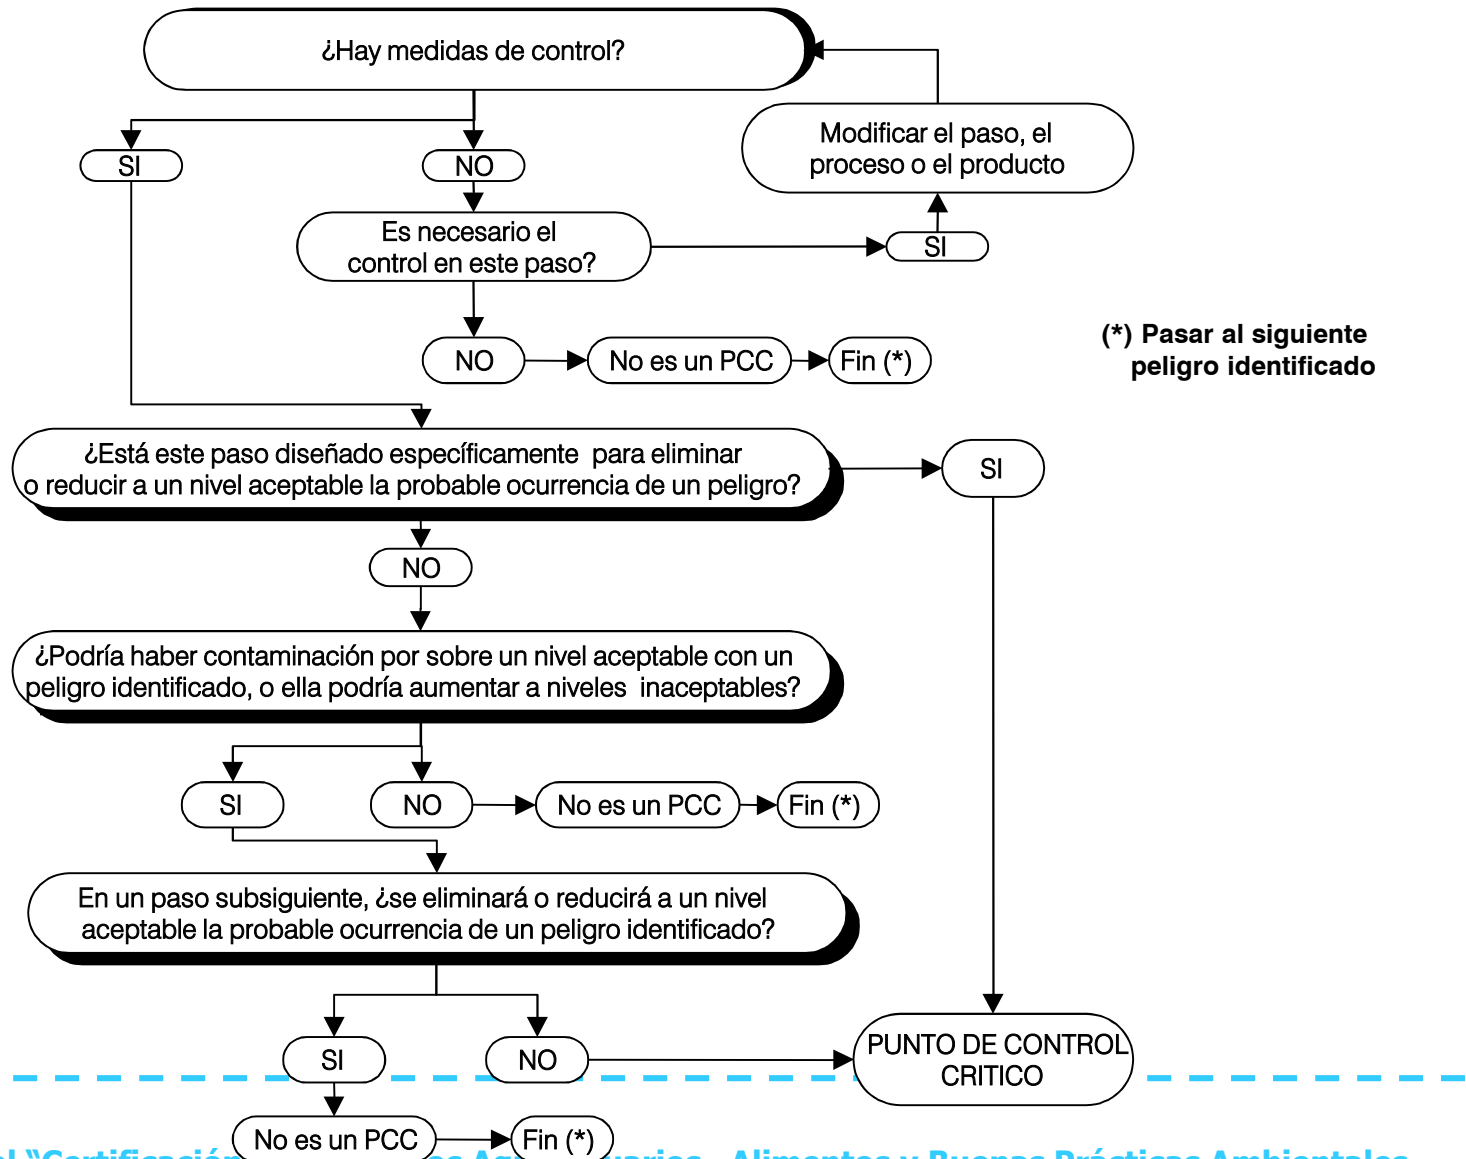 ¿Hay medidas de control?
Modificar el paso, el
proceso o el producto
SI
NO
Es necesario el
control en este paso?
SI
(*) Pasar al siguiente
peligro identificado
NO
No es un PCC
Fin (*)
¿Está este paso diseñado específicamente para eliminar
o reducir a un nivel aceptable la probable ocurrencia de un peligro?
SI
NO
¿Podría haber contaminación por sobre un nivel aceptable con un
peligro identificado, o ella podría aumentar a niveles inaceptables?
SI
NO
No es un PCC
Fin (*)
En un paso subsiguiente, ¿se eliminará o reducirá a un nivel
aceptable la probable ocurrencia de un peligro identificado?
SI
NO
PUNTO DE CONTROL
CRITICO
No es un PCC
Fin (*)
“Certificación Alimentos y Buenas Prácticas Ambientales